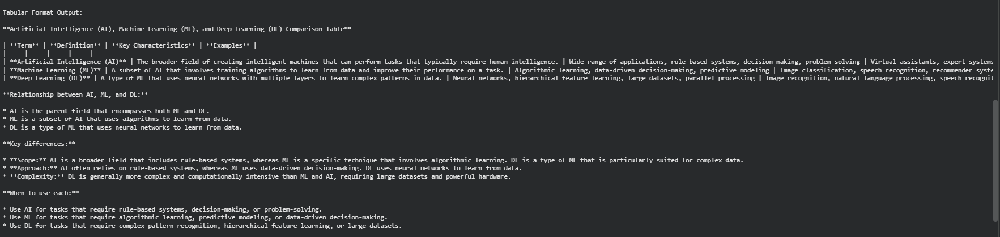 --------------------------------------------------------------------------------
Tabular Format Output:
**Artificial Intelligence (AI), Machine Learning (ML), and Deep Learning (DL) Comparison Table**
| **Term** | **Definition** | **Key Characteristics** | **Examples** |
| --- | --- | --- | --- |
| **Artificial Intelligence (AI)** | The broader field of creating intelligent machines that can perform tasks that typically require human intelligence. | Wide range of applications, rule-based systems, decision-making, problem-solving | Virtual assistants, expert systems
| **Machine Learning (ML)** | A subset of AI that involves training algorithms to learn from data and improve their performance on a task. | Algorithmic learning, data-driven decision-making, predictive modeling | Image classification, speech recognition, recommender syste
| **Deep Learning (DL)** | A type of ML that uses neural networks with multiple layers to learn complex patterns in data. | Neural networks, hierarchical feature learning, large datasets, parallel processing | Image recognition, natural language processing, speech recognit
**Relationship between AI, ML, and DL:**
* AI is the parent field that encompasses both ML and DL.
* ML is a subset of AI that uses algorithms to learn from data.
* DL is a type of ML that uses neural networks to learn from data.
**Key differences:**
* **Scope:** AI is a broader field that includes rule-based systems, whereas ML is a specific technique that involves algorithmic learning. DL is a type of ML that is particularly suited for complex data.
* **Approach:** AI often relies on rule-based systems, whereas ML uses data-driven decision-making. DL uses neural networks to learn from data.
* **Complexity:** DL is generally more complex and computationally intensive than ML and AI, requiring large datasets and powerful hardware.
**When to use each:**
* Use AI for tasks that require rule-based systems, decision-making, or problem-solving.
* Use ML for tasks that require algorithmic learning, predictive modeling, or data-driven decision-making.
* Use DL for tasks that require complex pattern recognition, hierarchical feature learning, or large datasets.
--------------------------------------------------------------------------------